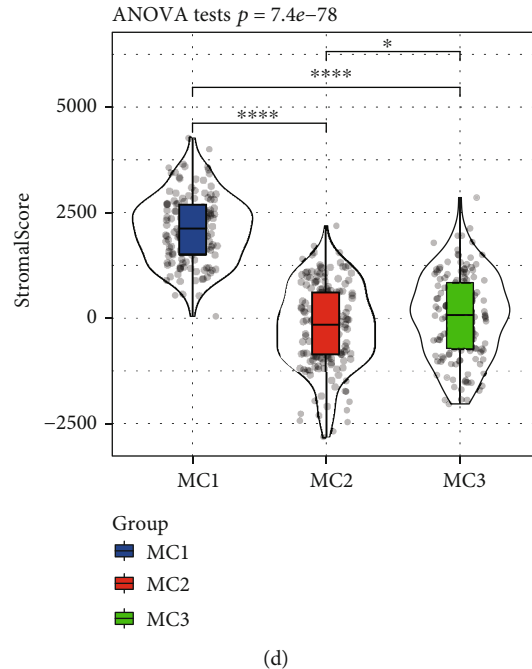 ANOVA tests p = 7.4e−78
*
****
****
5000
2500
0
−2500
StromalScore
MC1 MC2 MC3
Group
MC1
MC2
MC3
(d)